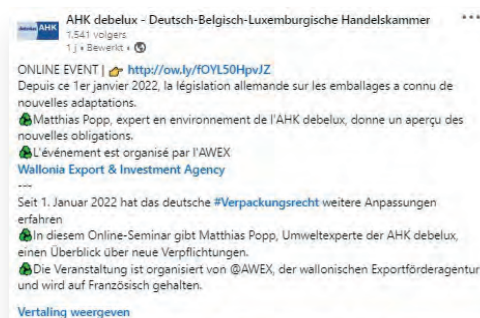 AHK debelux - Deutsch-Belgisch-Luxemburgische Handelskammer
1.541 volgers
1 j • Bewerkt •
ONLINE EVENT | 👉 http://ow.ly/fOYL50HpvJZ
Depuis ce 1er janvier 2022, la législation allemande sur les emballages a connu de
nouvelles adaptations.
Matthias Popp, expert en environnement de l'AHK debelux, donne un aperçu des
nouvelles obligations.
L'événement est organisé par l'AWEX
Wallonia Export & Investment Agency
---
Seit 1. Januar 2022 hat das deutsche #Verpackungsrecht weitere Anpassungen
erfahren
In diesem Online-Seminar gibt Matthias Popp, Umweltexperte der AHK debelux,
einen Überblick über neue Verpflichtungen.
Die Veranstaltung ist organisiert von @AWEX, der wallonischen Exportförderagentur
und wird auf Französisch gehalten.
Vertaling weergeven